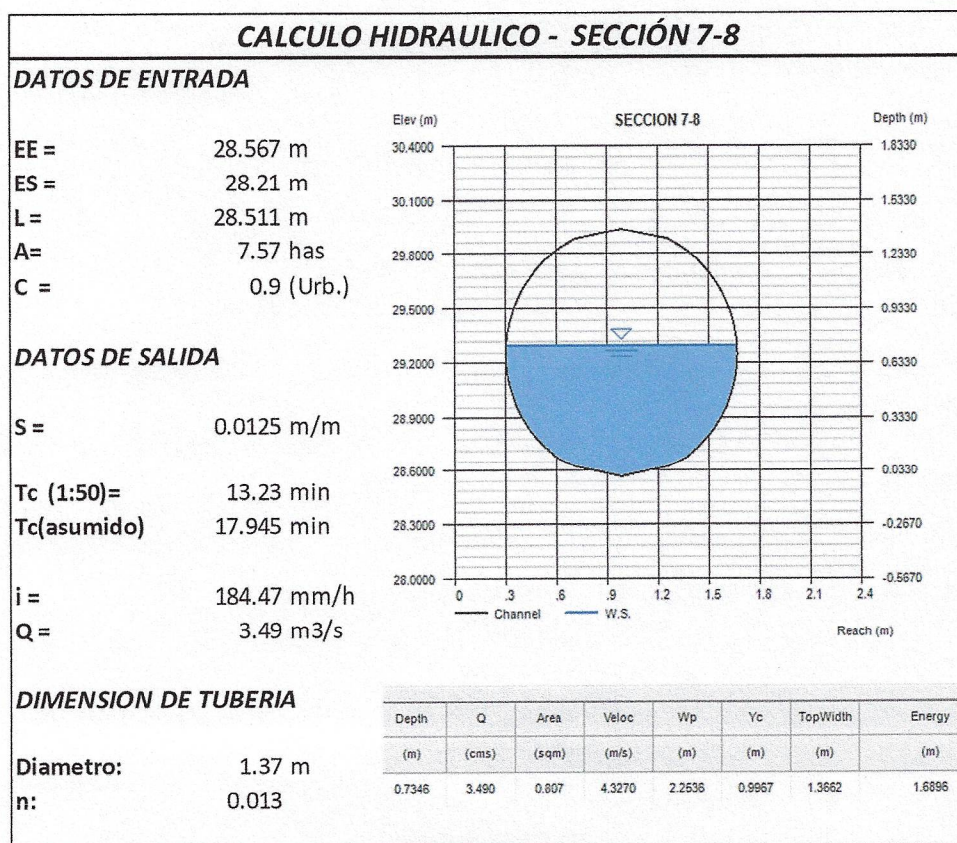 CALCULO HIDRAULICO - SECCIÓN 7-8
DATOS DE ENTRADA
EE = 28.567 m
ES = 28.21 m
L = 28.511 m
A= 7.57 has
C = 0.9 (Urb.)
DATOS DE SALIDA
S = 0.0125 m/m
Tc (1:50)= 13.23 min
Tc(asumido) 17.945 min
i = 184.47 mm/h
Q = 3.49 m3/s
DIMENSION DE TUBERIA
Diametro: 1.37 m
n: 0.013
Elev (m) SECCION 7-8 Depth (m)
30.4000 1.8330
30.1000 1.5330
29.8000 1.2330
29.5000 0.9330
29.2000 0.6330
28.9000 0.3330
28.6000 0.0330
28.3000 -0.2670
28.0000 -0.5670
0 .3 .6 .9 1.2 1.5 1.8 2.1 2.4
Channel W.S.
Reach (m)
Depth Q Area Veloc Wp Yc TopWidth Energy
(m) (cms) (sqm) (m/s) (m) (m) (m) (m)
0.7346 3.490 0.807 4.3270 2.2536 0.9967 1.3662 1.6896